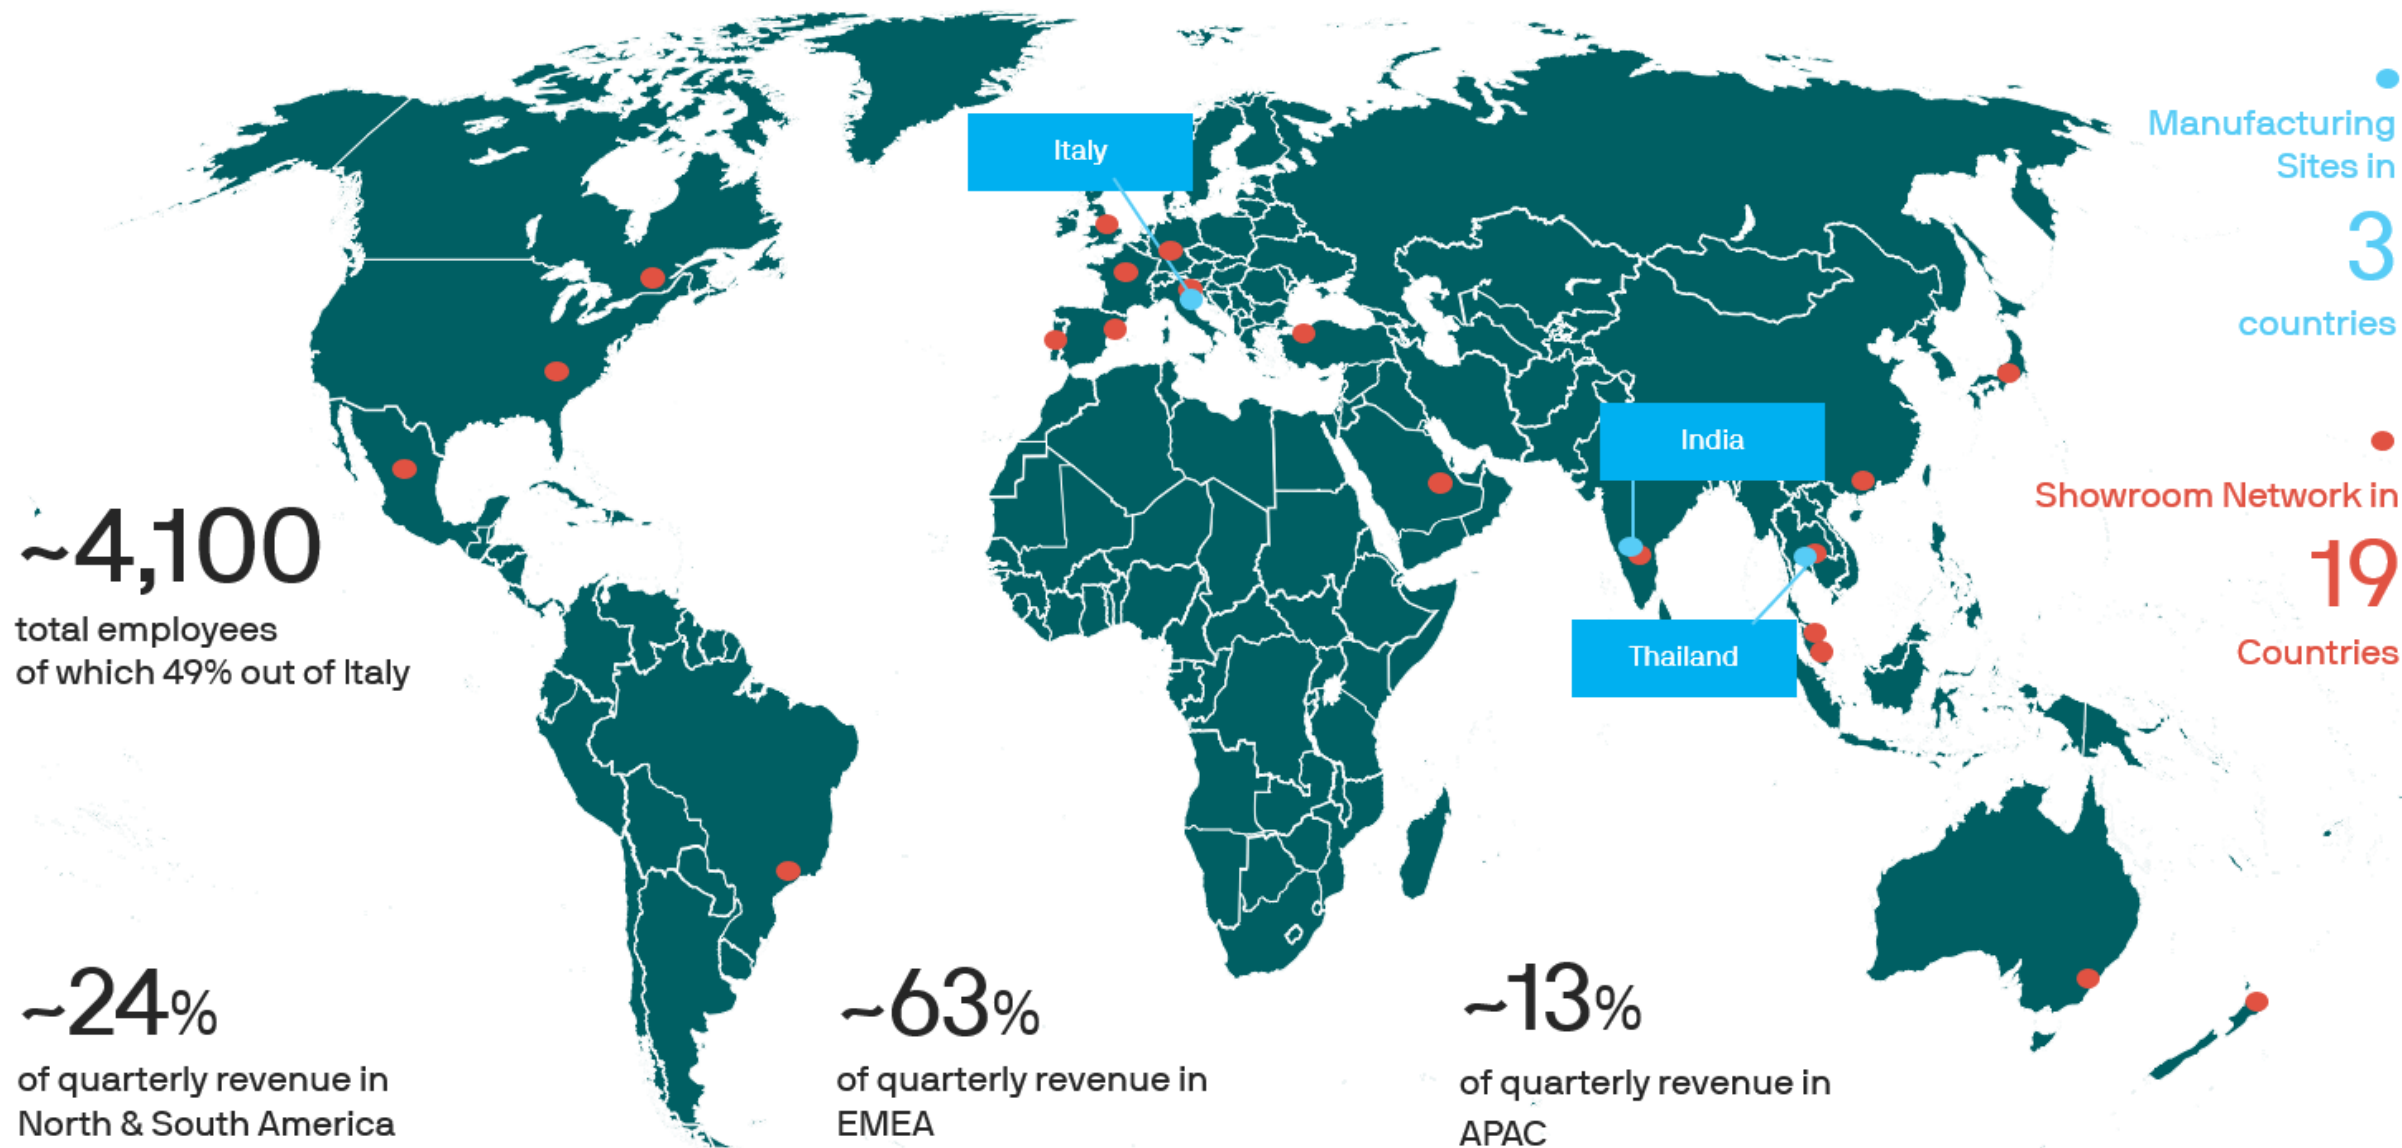 Italy
Manufacturing
Sites in
3
countries
India
Showroom Network in
19
Countries
Thailand
~4,100
total employees
of which 49% out of Italy
~24%
of quarterly revenue in
North & South America
~63%
of quarterly revenue in
EMEA
~13%
of quarterly revenue in
APAC